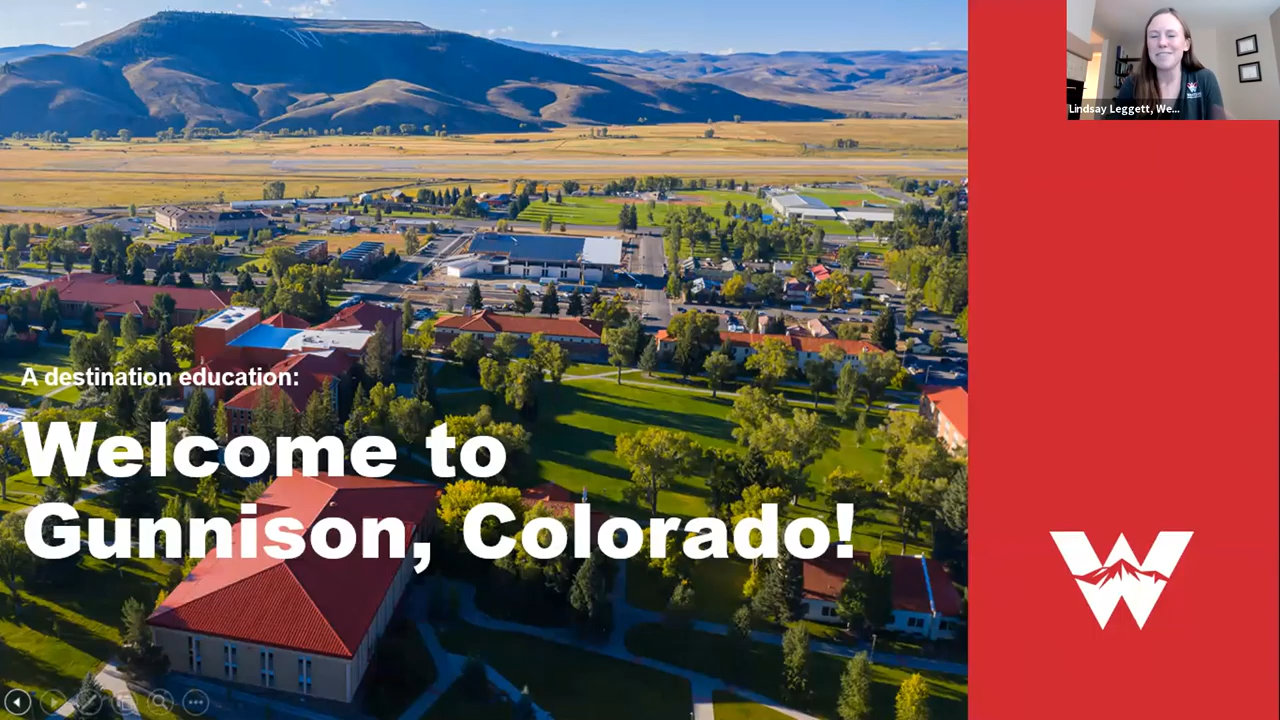 Lindsay Leggett, We...
A destination education:
Welcome to
Gunnison, Colorado!
W